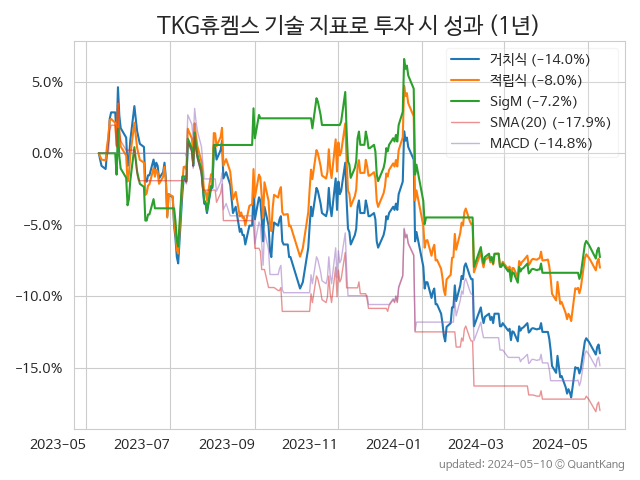 TKG휴켐스 기술 지표로 투자 시 성과 (1년)
거치식 (−14.0%)
적립식 (−8.0%)
SigM (−7.2%)
SMA(20) (−17.9%)
MACD (−14.8%)
5.0%
0.0%
−5.0%
−10.0%
−15.0%
2023−05 2023−07 2023−09 2023−11 2024−01 2024−03 2024−05
updated: 2024−05−10 © QuantKang